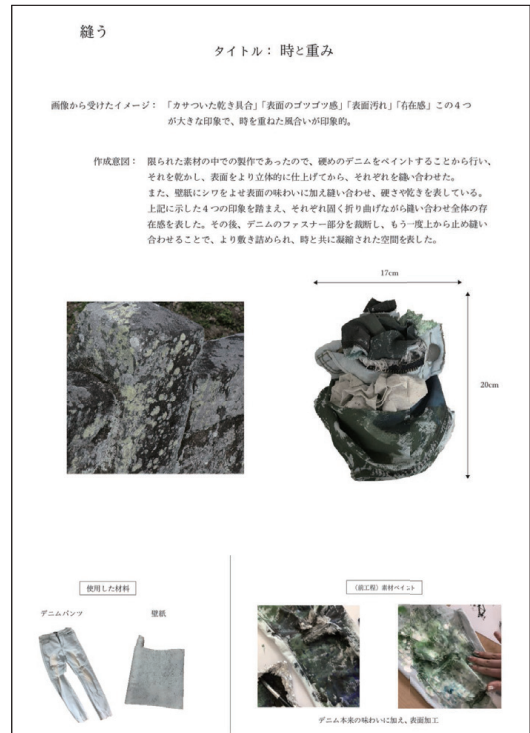 縫う
タイトル： 時と重み
画像から受けたイメージ： 「カサついた乾き具合」「表面のゴツゴツ感」「表面汚れ」「存在感」この４つ
が大きな印象で、時を重ねた風合いが印象的。
作成意図： 限られた素材の中での製作であったので、硬めのデニムをペイントすることから行い、
それを乾かし、表面をより立体的に仕上げてから、それぞれを縫い合わせた。
また、壁紙にシワをよせ表面の味わいに加え縫い合わせ、硬さや乾きを表している。
上記に示した４つの印象を踏まえ、それぞれ固く折り曲げながら縫い合わせ全体の存
在感を表した。その後、デニムのファスナー部分を裁断し、もう一度上から止め縫い
合わせることで、より敷き詰められ、時と共に凝縮された空間を表した。
17cm
20cm
使用した材料
デニムパンツ
壁紙
（前工程）素材ペイント
デニム本来の味わいに加え、表面加工